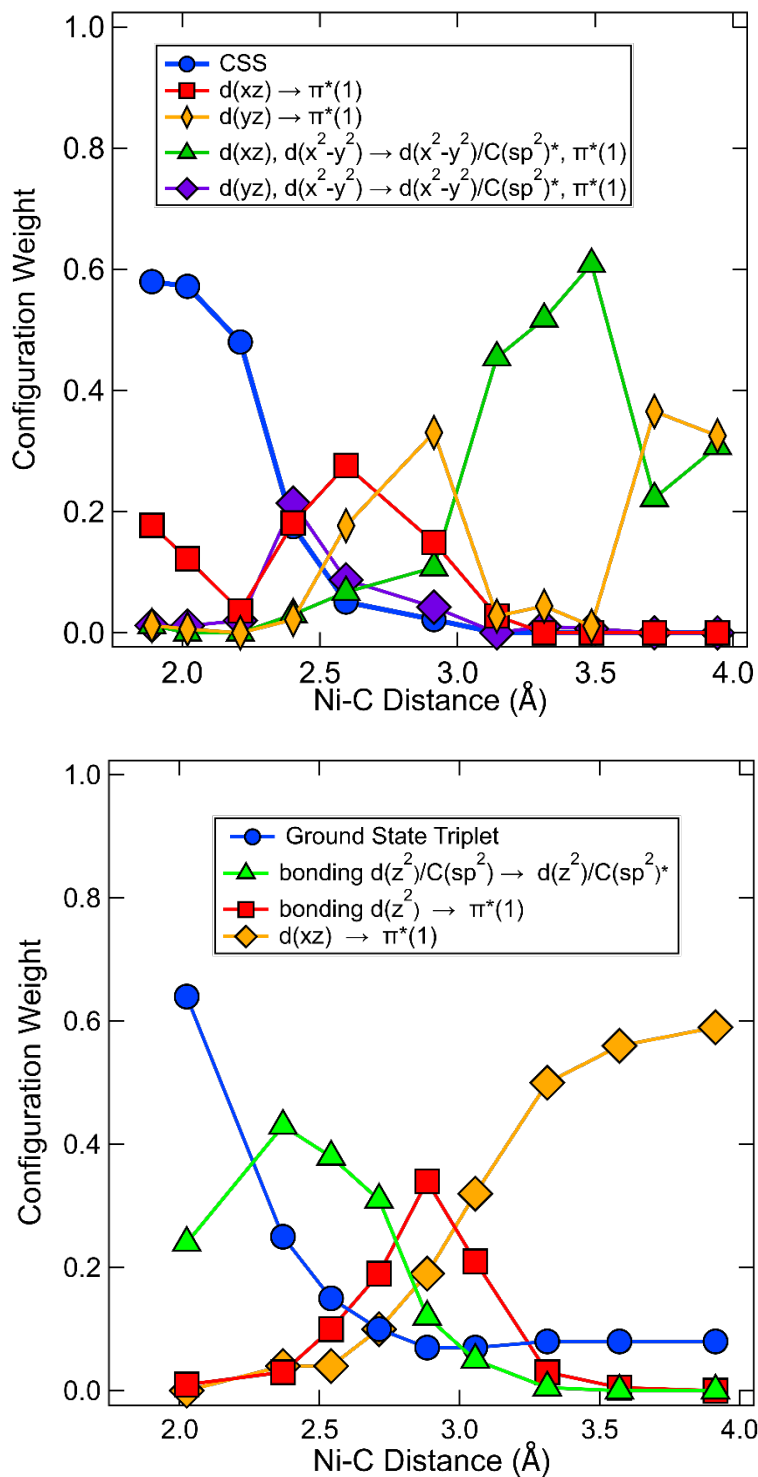 1.0
0.8
0.6
0.4
0.2
0.0
Configuration Weight
CSS
d(xz) → π*(1)
d(yz) → π*(1)
d(xz), d(x²-y²) → d(x²-y²)/C(sp²)*, π*(1)
d(yz), d(x²-y²) → d(x²-y²)/C(sp²)*, π*(1)
2.0 2.5 3.0 3.5 4.0
Ni-C Distance (Å)
1.0
0.8
0.6
0.4
0.2
0.0
Configuration Weight
Ground State Triplet
bonding d(z²)/C(sp²) → d(z²)/C(sp²)*
bonding d(z²) → π*(1)
d(xz) → π*(1)
2.0 2.5 3.0 3.5 4.0
Ni-C Distance (Å)